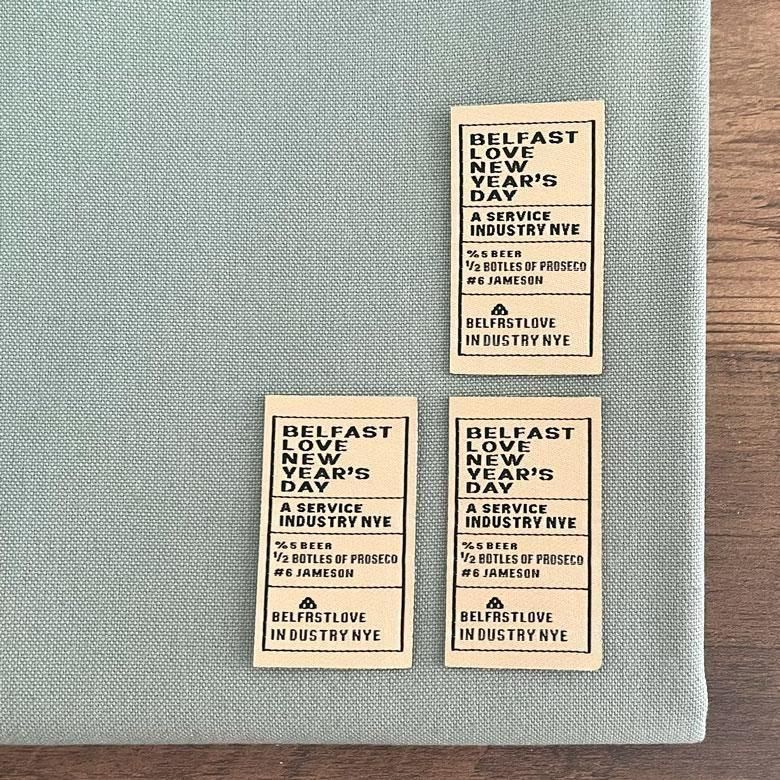 BELFAST
LOVE
NEW
YEAR'S
DAY
A SERVICE
INDUSTRY NYE
%5 BEER
½ BOTLES OF PROSECO
#6 JAMESON
BELFRSTLOVE
IN DUSTRY NYE
BELFAST
LOVE
NEW
YEAR'S
DAY
A SERVICE
INDUSTRY NYE
%5 BEER
½ BOTLES OF PROSECO
#6 JAMESON
BELFRSTLOVE
IN DUSTRY NYE
BELFAST
LOVE
NEW
YEAR'S
DAY
A SERVICE
INDUSTRY NYE
%5 BEER
½ BOTLES OF PROSECO
#6 JAMESON
BELFRSTLOVE
IN DUSTRY NYE